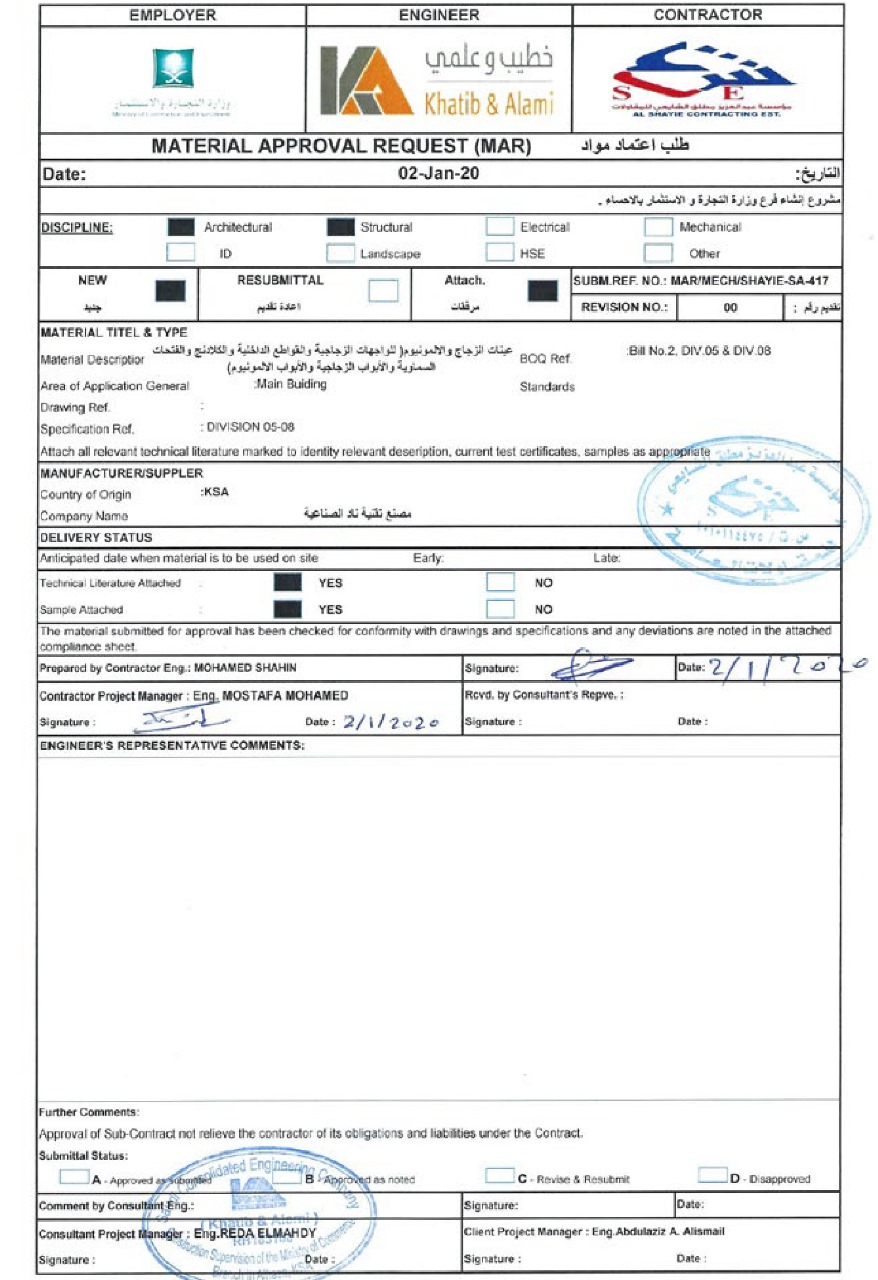 EMPLOYER
ENGINEER
CONTRACTOR
وزارة التجارة والاستثمار
خطيب وعلمي
Khatib & Alami
S E
مؤسسة عبد العزيز مطلق الشايعي للمقاولات
AL SHAYIE CONTRACTING EST.
MATERIAL APPROVAL REQUEST (MAR) طلب اعتماد مواد
Date: 02-Jan-20 التاريخ:
مشروع إنشاء فرع وزارة التجارة و الاستثمار بالاحساء .
DISCIPLINE: Architectural Structural Electrical Mechanical
ID Landscape HSE Other
NEW RESUBMITTAL Attach. SUBM.REF. NO.: MAR/MECH/SHAYIE-SA-417
جديد اعادة تقديم مرفقات REVISION NO.: 00 تقديم رقم :
MATERIAL TITEL & TYPE
Material Description عينات الزجاج والالمونيوم( للواجهات الزجاجية والقواطع الداخلية والكلادنج والفتحات BOQ Ref. :Bill No.2, DIV.05 & DIV.08
السماوية والأبواب الزجاجية والأبواب الالمونيوم)
Area of Application General :Main Buiding Standards
Drawing Ref. :
Specification Ref. : DIVISION 05-08
Attach all relevant technical literature marked to identity relevant deseription, current test certificates, samples as appropriate
MANUFACTURER/SUPPLER
Country of Origin :KSA
Company Name مصنع تقنية ناد الصناعية
DELIVERY STATUS
Anticipated date when material is to be used on site Early: Late:
Technical Literature Attached : YES NO
Sample Attached : YES NO
The material submitted for approval has been checked for conformity with drawings and specifications and any deviations are noted in the attached
compliance sheet.
Prepared by Contractor Eng.: MOHAMED SHAHIN Signature: Date: 2/1/2020
Contractor Project Manager : Eng. MOSTAFA MOHAMED Rcvd. by Consultant's Repve. :
Signature : Date : 2/1/2020 Signature : Date :
ENGINEER'S REPRESENTATIVE COMMENTS:
Further Comments:
Approval of Sub-Contract not relieve the contractor of its obligations and liabilities under the Contract.
Submittal Status:
A - Approved as submitted B - Approved as noted C - Revise & Resubmit D - Disapproved
Comment by Consultant Eng.: Signature: Date:
Consultant Project Manager : Eng.REDA ELMAHDY Client Project Manager : Eng.Abdulaziz A. Alismail
Signature : Date : Signature : Date :
Consolidated Engineering Company
( Khatib & Alami )
Construction Supervision of the Ministry of Commerce